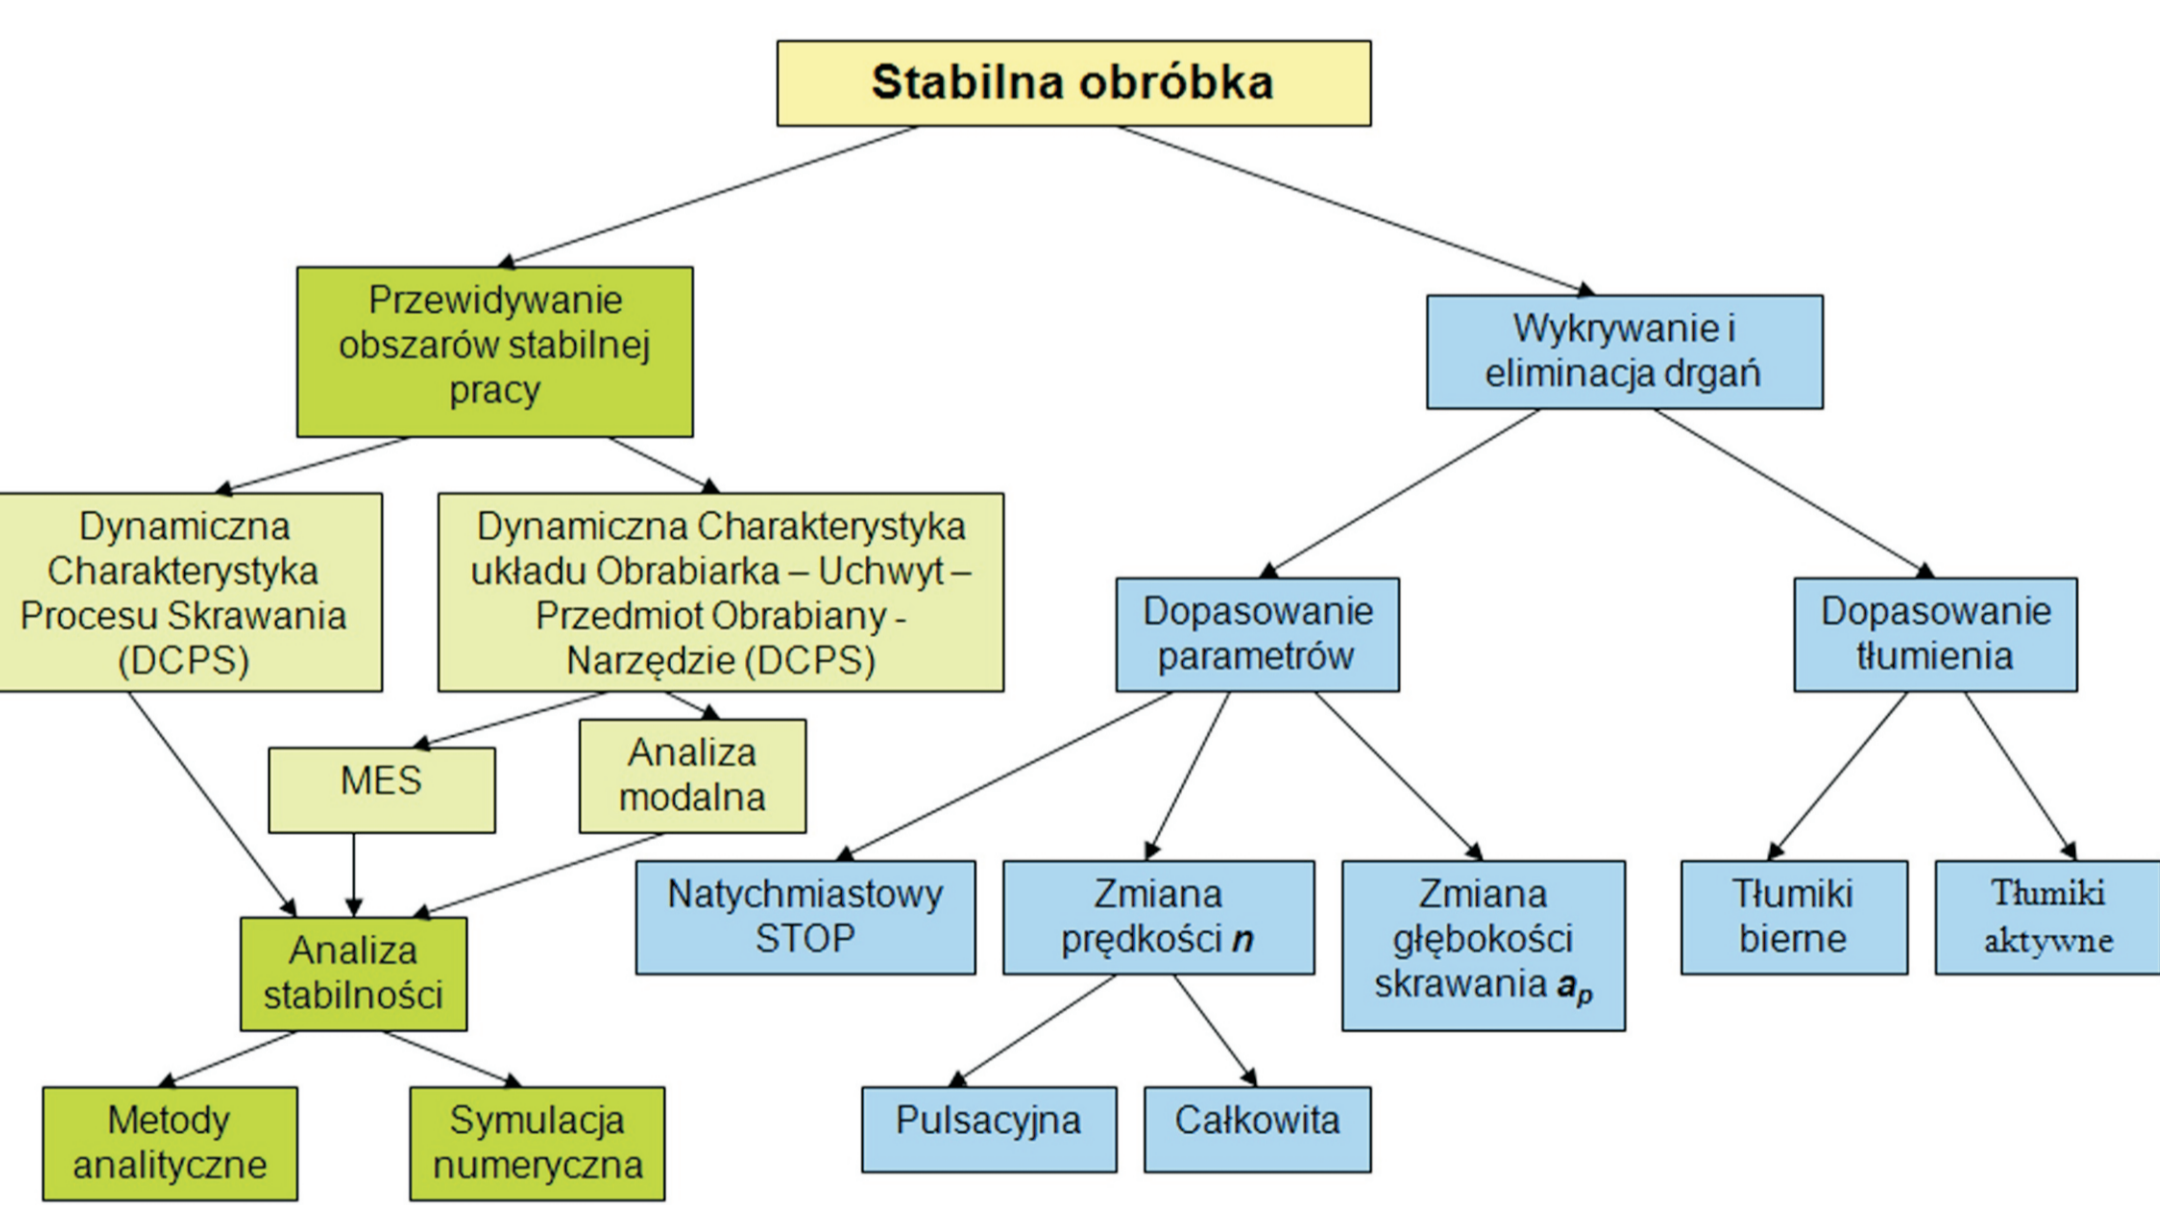 Stabilna obróbka
Przewidywanie
obszarów stabilnej
pracy
Wykrywanie i
eliminacja drgań
Dynamiczna
Charakterystyka
Procesu Skrawania
(DCPS)
Dynamiczna Charakterystyka
układu Obrabiarka – Uchwyt –
Przedmiot Obrabiany -
Narzędzie (DCPS)
Dopasowanie
parametrów
Dopasowanie
tłumienia
MES
Analiza
modalna
Natychmiastowy
STOP
Zmiana
prędkości n
Zmiana
głębokości
skrawania ap
Tłumiki
bierne
Tłumiki
aktywne
Analiza
stabilności
Metody
analityczne
Symulacja
numeryczna
Pulsacyjna
Całkowita